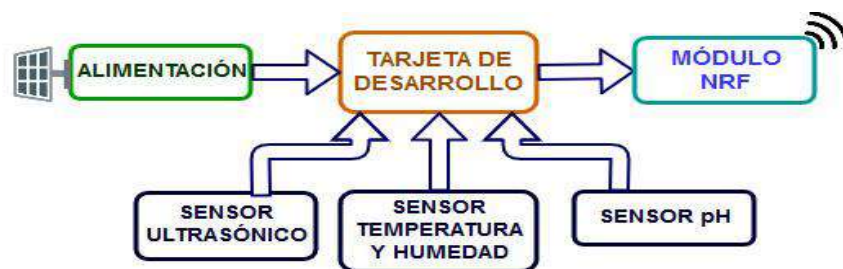 ALIMENTACIÓN
TARJETA DE
DESARROLLO
MÓDULO
NRF
SENSOR
ULTRASÓNICO
SENSOR
TEMPERATURA
Y HUMEDAD
SENSOR pH